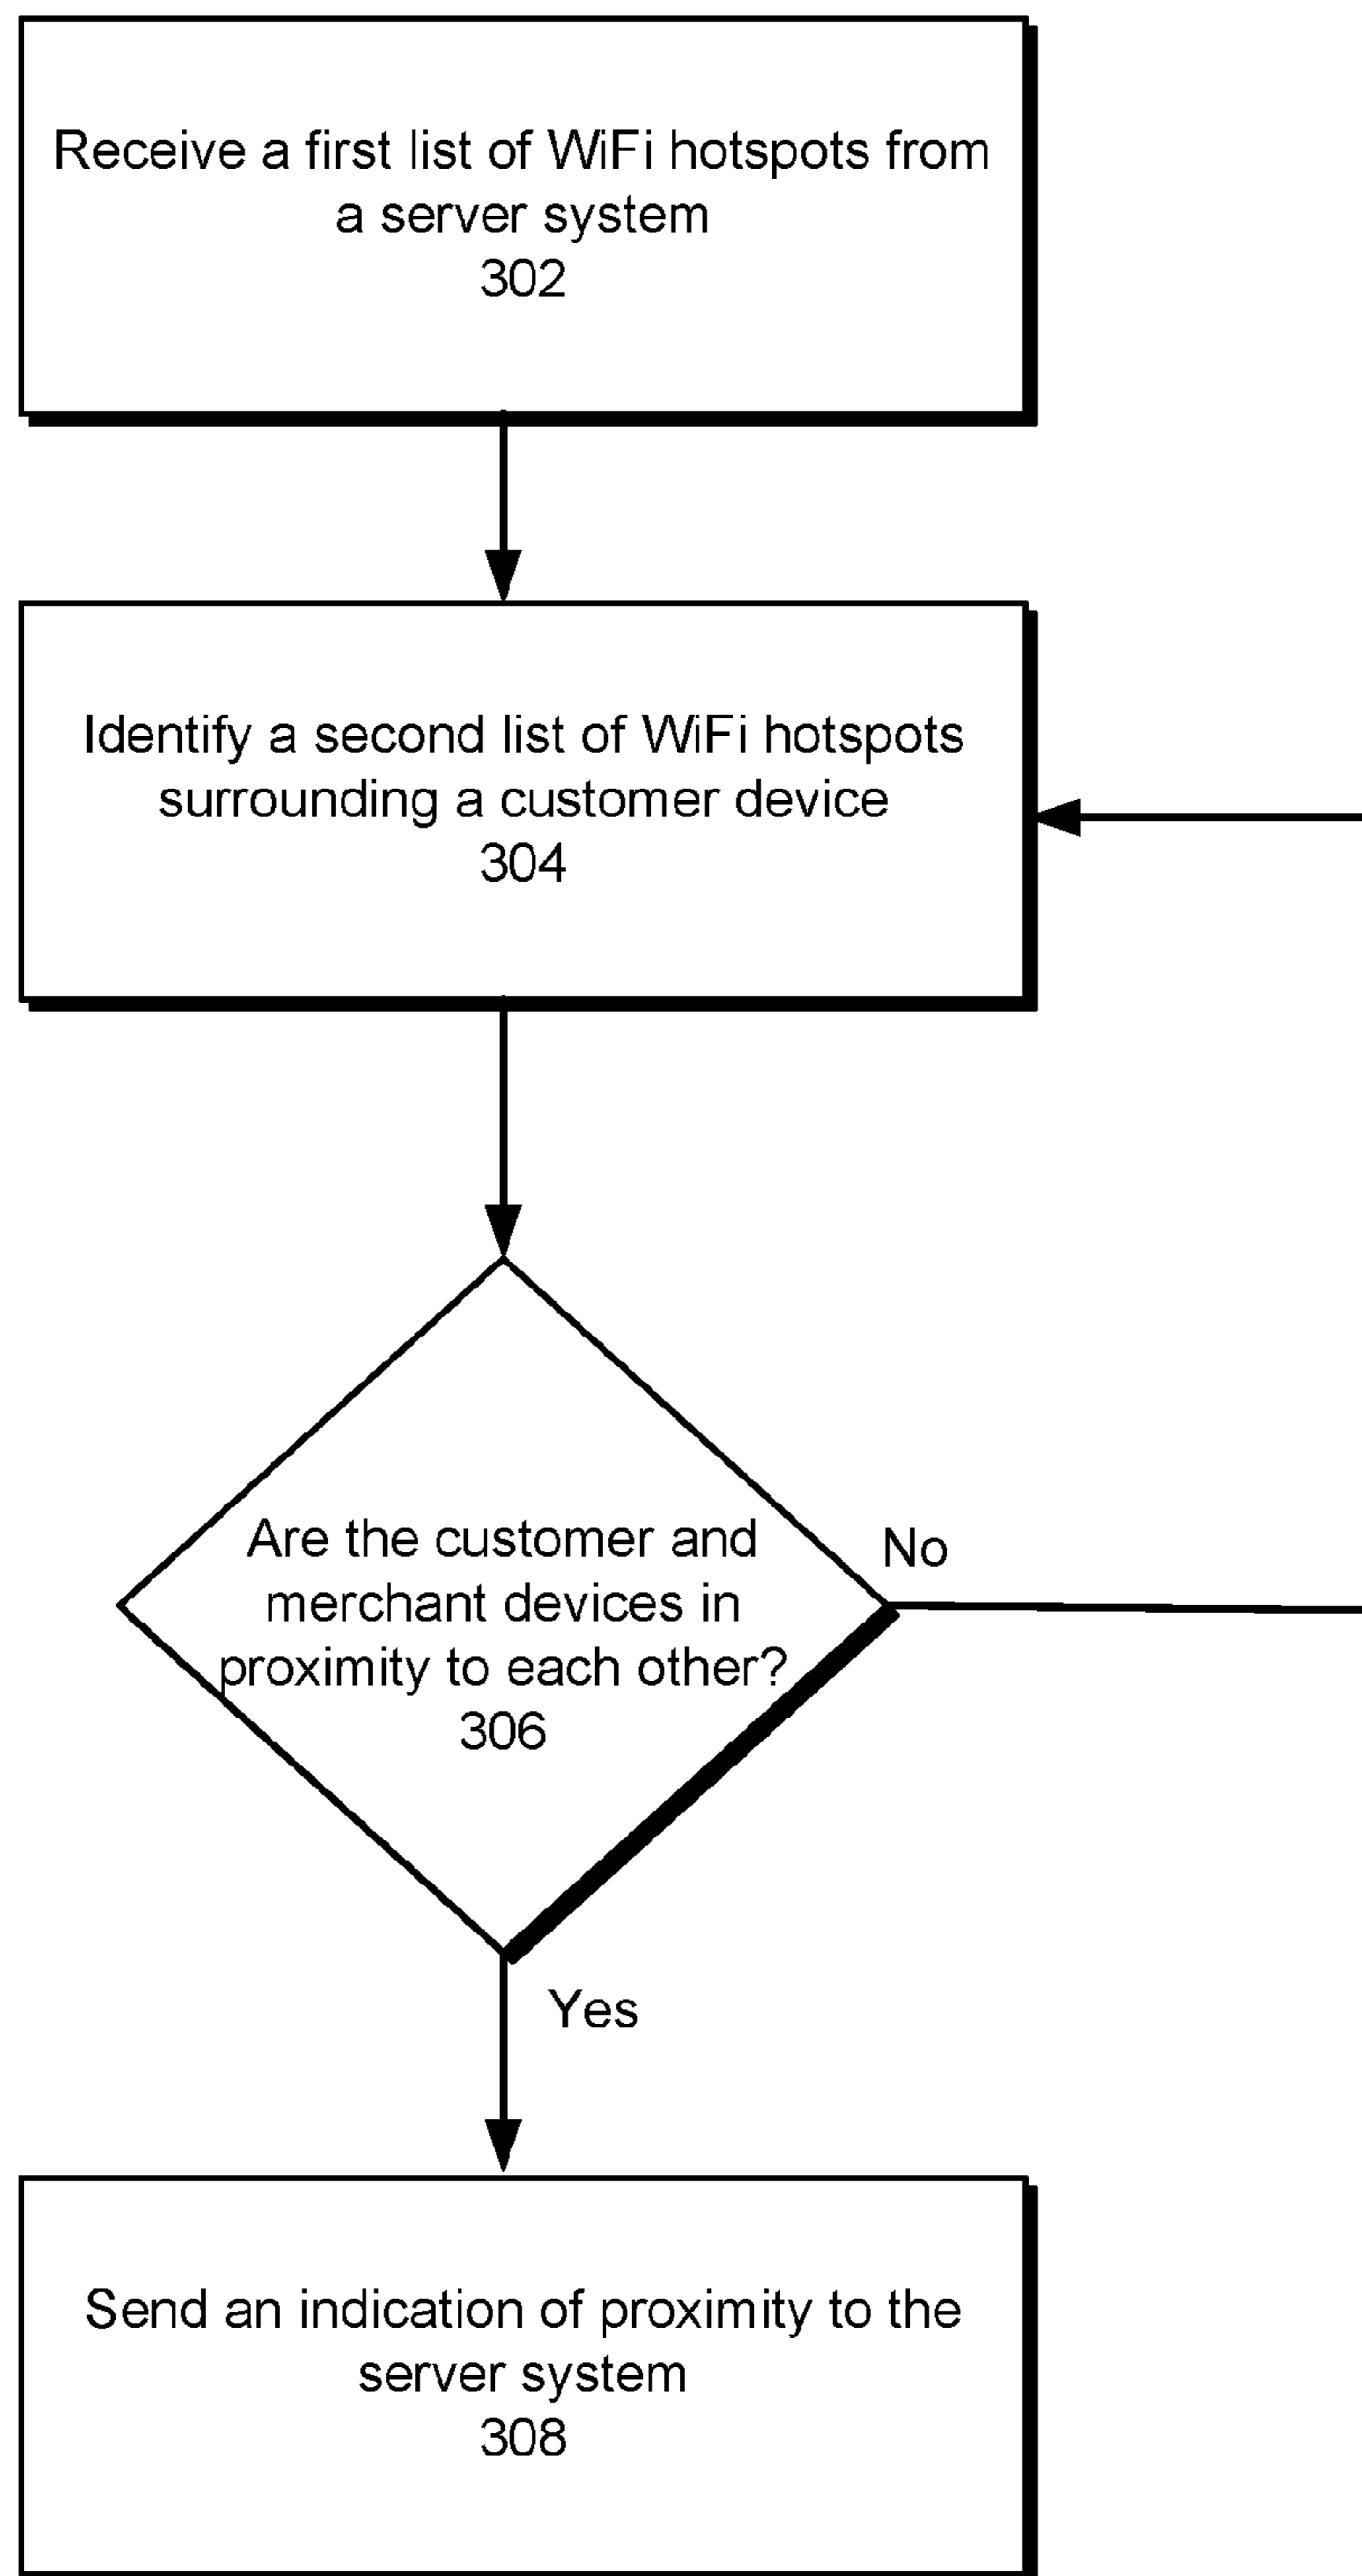 Receive a first list of WiFi hotspots from
a server system
302
Identify a second list of WiFi hotspots
surrounding a customer device
304
Are the customer and
merchant devices in
proximity to each other?
306
No
Yes
Send an indication of proximity to the
server system
308